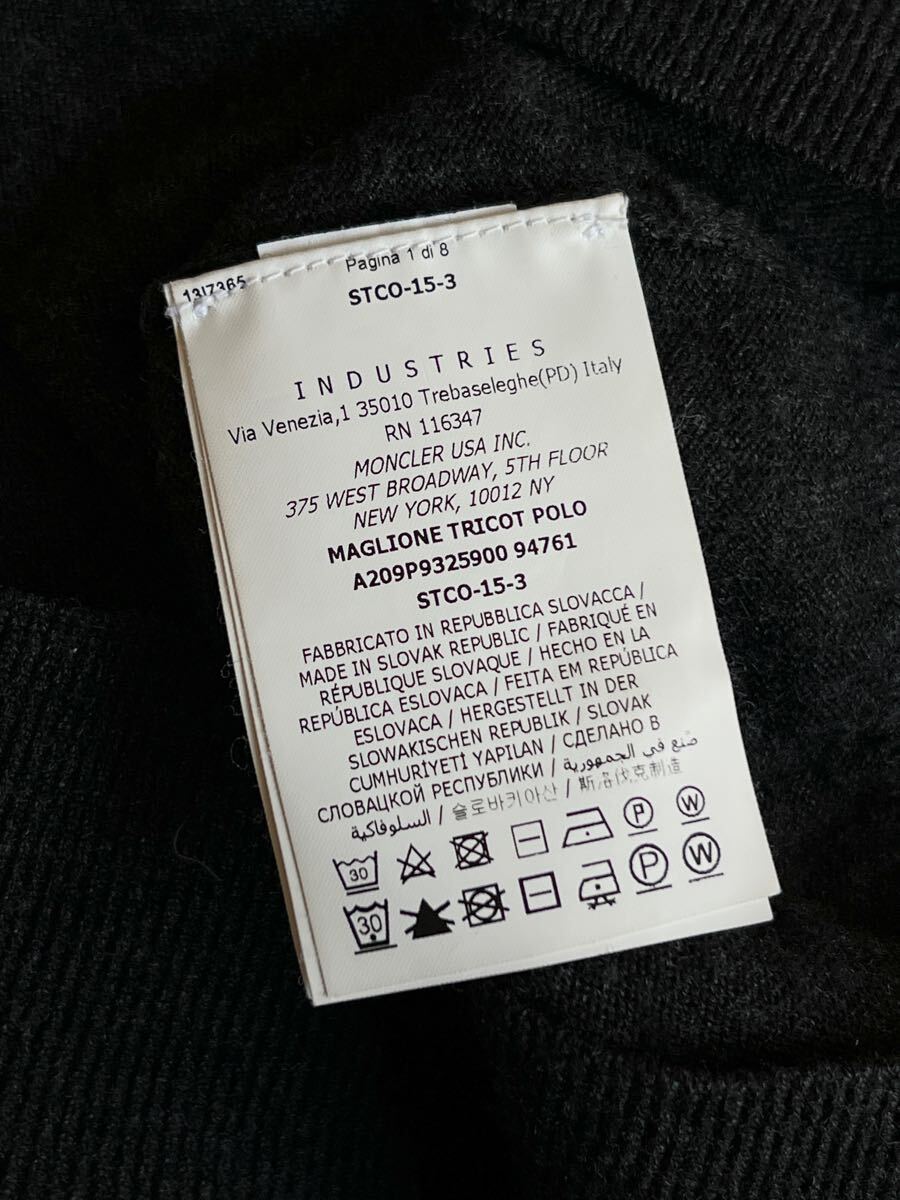 Pagina 1 di 8
13I7365
STCO-15-3
INDUSTRIES
Via Venezia,1 35010 Trebaseleghe(PD) Italy
RN 116347
MONCLER USA INC.
375 WEST BROADWAY, 5TH FLOOR
NEW YORK, 10012 NY
MAGLIONE TRICOT POLO
A209P9325900 94761
STCO-15-3
FABBRICATO IN REPUBBLICA SLOVACCA /
MADE IN SLOVAK REPUBLIC / FABRIQUÉ EN
RÉPUBLIQUE SLOVAQUE / HECHO EN LA
REPÚBLICA ESLOVACA / FEITA EM REPÚBLICA
ESLOVACA / HERGESTELLT IN DER
SLOWAKISCHEN REPUBLIK / SLOVAK
CUMHURİYETİ YAPILAN / СДЕЛАНО В
СЛОВАЦКОЙ РЕСПУБЛИКИ / صنع في الجمهورية
السلوفاكية / 슬로바키아산 / 斯洛伐克制造
30 P W
30 P W